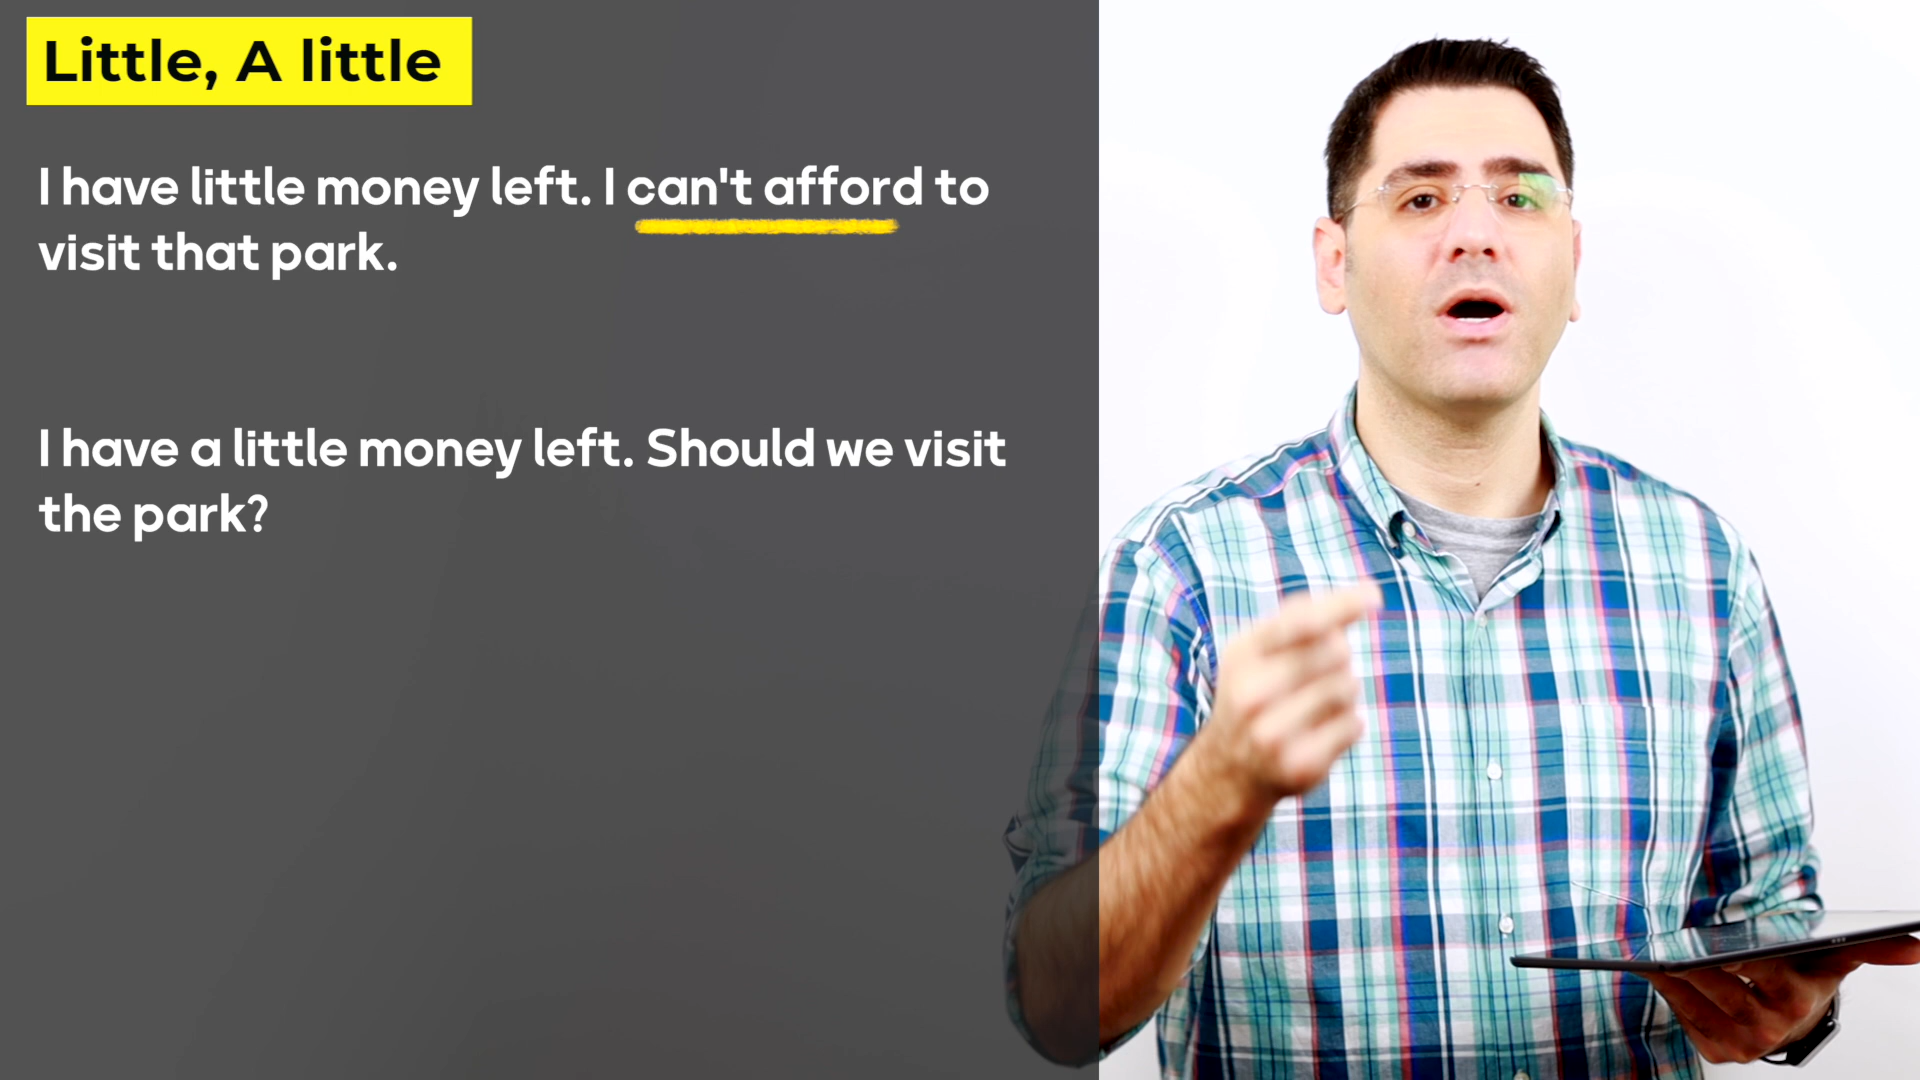 Little, A little
I have little money left. I can't afford to
visit that park.
I have a little money left. Should we visit
the park?